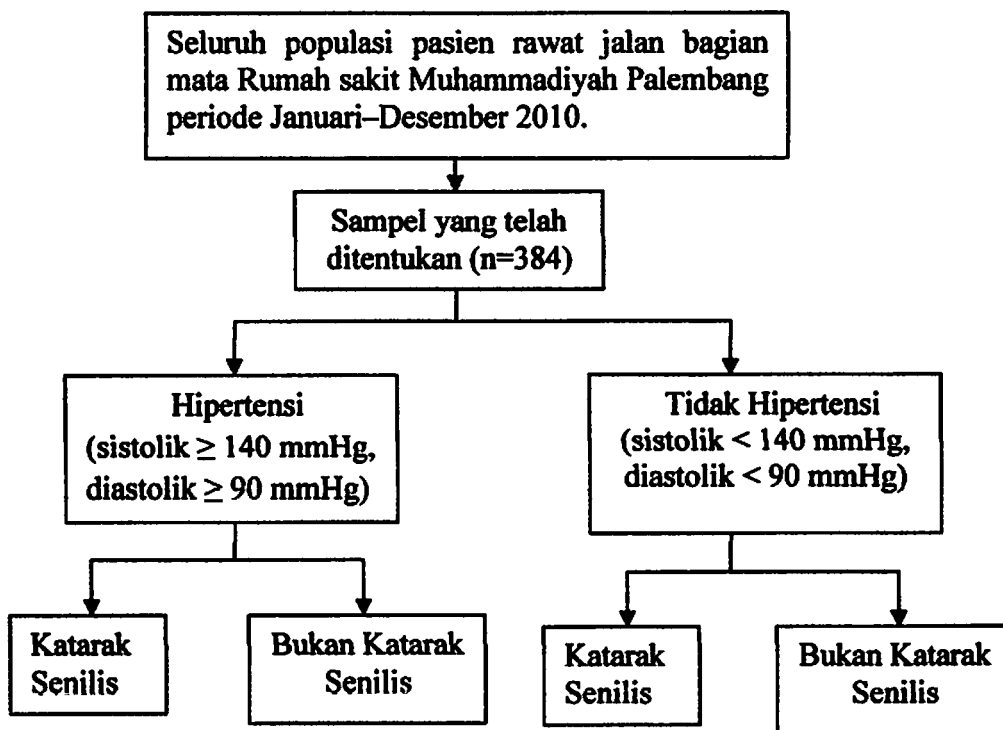 Seluruh populasi pasien rawat jalan bagian
mata Rumah sakit Muhammadiyah Palembang
periode Januari–Desember 2010.
Sampel yang telah
ditentukan (n=384)
Hipertensi
(sistolik ≥ 140 mmHg,
diastolik ≥ 90 mmHg)
Tidak Hipertensi
(sistolik < 140 mmHg,
diastolik < 90 mmHg)
Katarak
Senilis
Bukan Katarak
Senilis
Katarak
Senilis
Bukan Katarak
Senilis